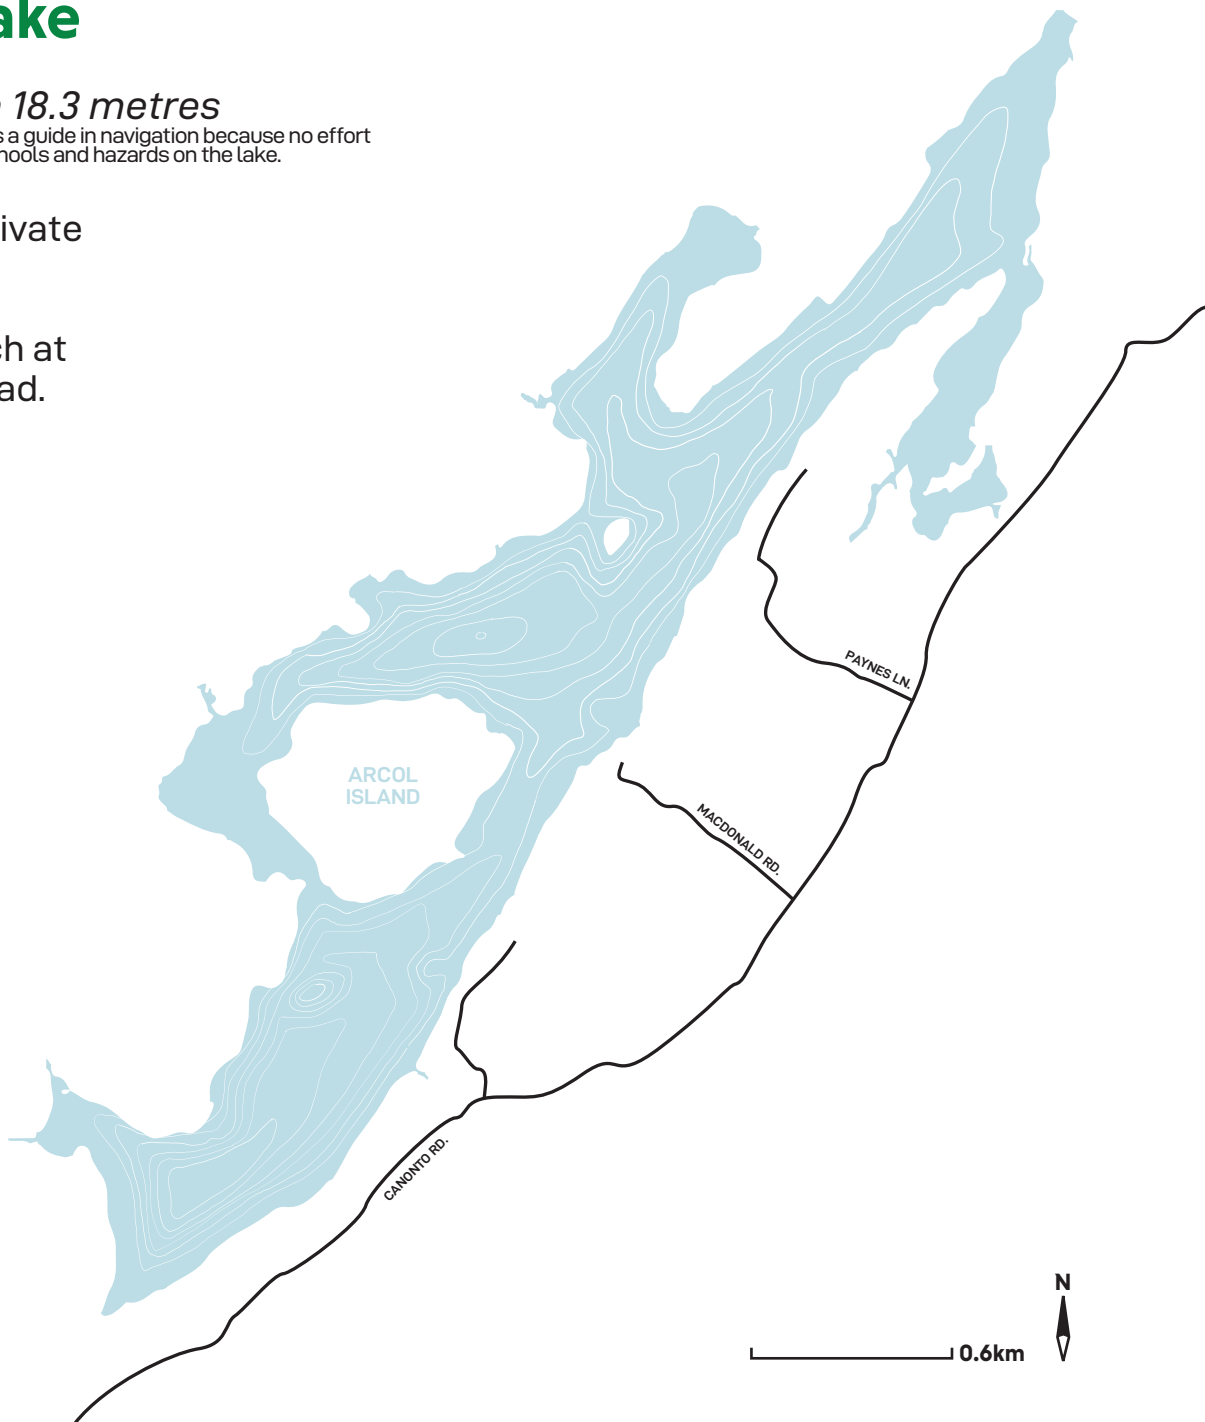 ake
18.3 metres
s a guide in navigation because no effort
hools and hazards on the lake.
ivate
ch at
ad.
ARCOL
ISLAND
PAYNES LN.
MACDONALD RD.
CANONTO RD.
N
0.6km